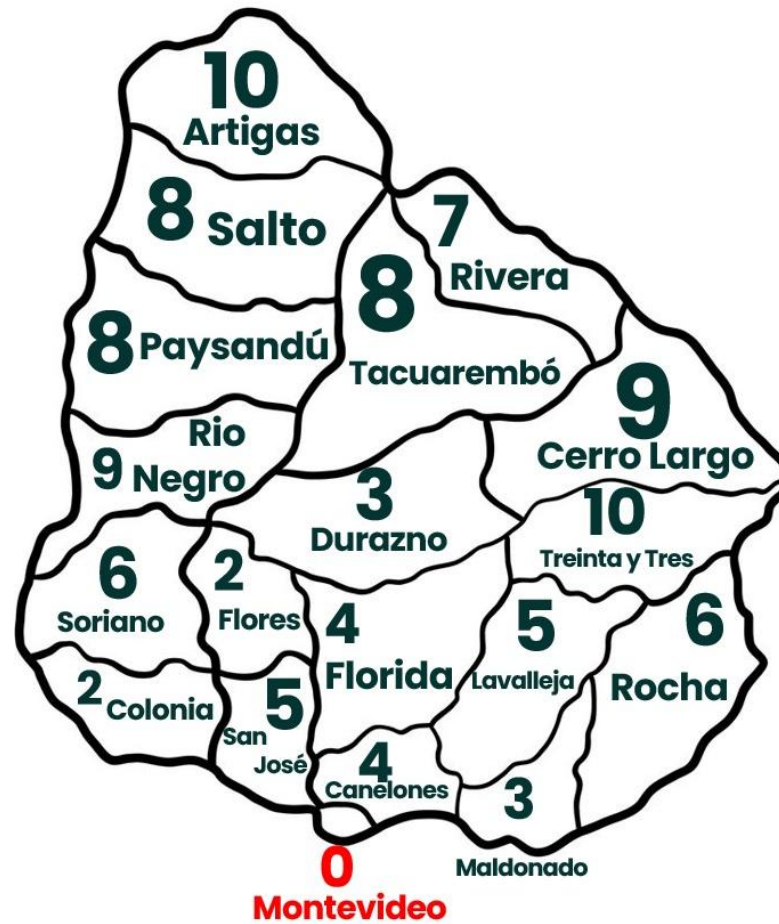 10
Artigas
8 Salto
7
Rivera
8
Tacuarembó
8 Paysandú
9
Cerro Largo
Rio
9 Negro
3
Durazno
10
Treinta y Tres
6
Soriano
2
Flores
4
Florida
5
Lavalleja
6
Rocha
2 Colonia
5
San
José
4
Canelones
3
Maldonado
0
Montevideo